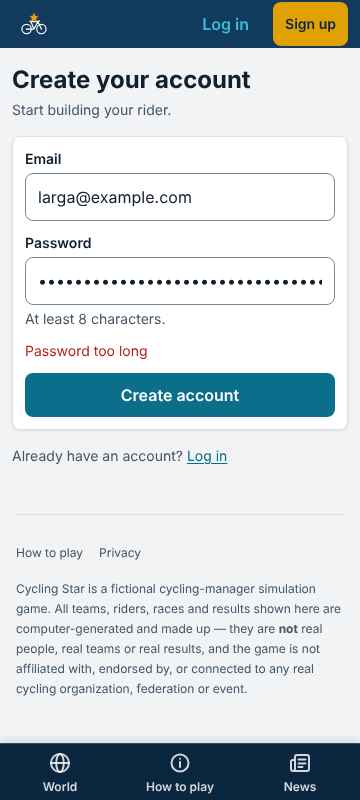 Log in
Sign up
Create your account
Start building your rider.
Email
larga@example.com
Password
At least 8 characters.
Password too long
Create account
Already have an account? Log in
How to play Privacy
Cycling Star is a fictional cycling-manager simulation
game. All teams, riders, races and results shown here are
computer-generated and made up — they are not real
people, real teams or real results, and the game is not
affiliated with, endorsed by, or connected to any real
cycling organization, federation or event.
World
How to play
News